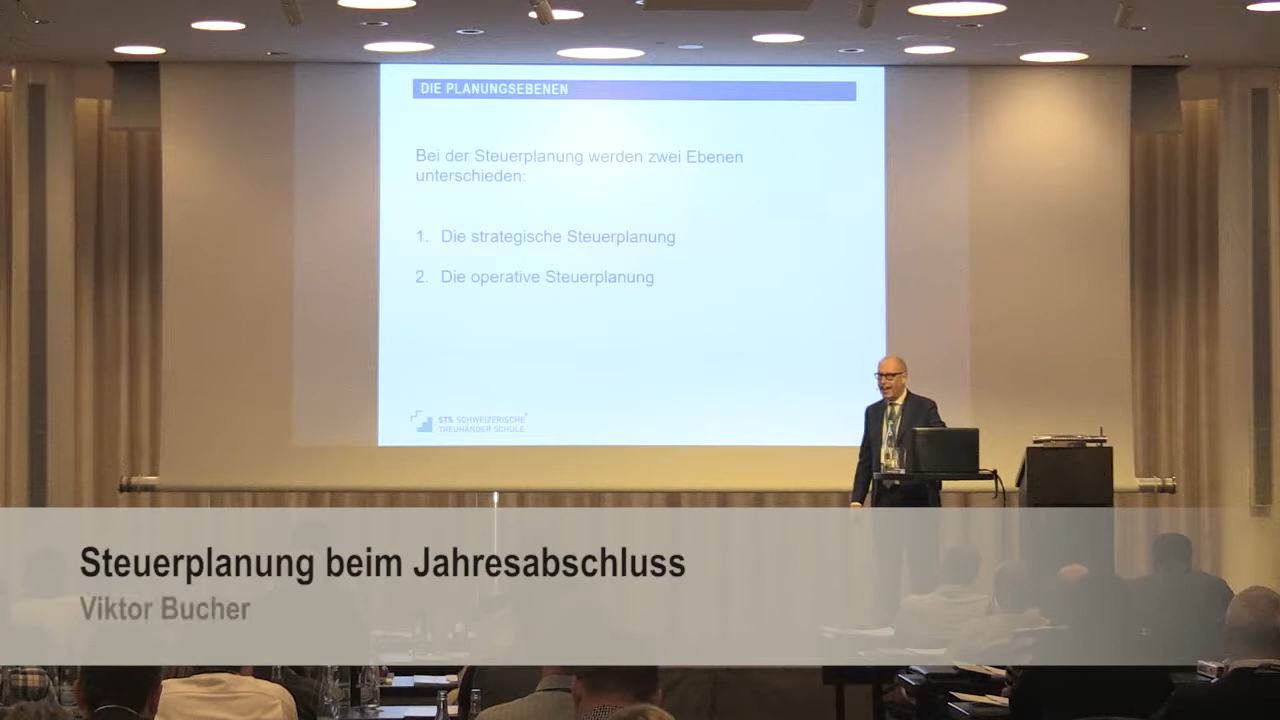 DIE PLANUNGSEBENEN
Bei der Steuerplanung werden zwei Ebenen
unterschieden:
1. Die strategische Steuerplanung
2. Die operative Steuerplanung
STS SCHWEIZERISCHE
TREUHÄNDER SCHULE
Steuerplanung beim Jahresabschluss
Viktor Bucher